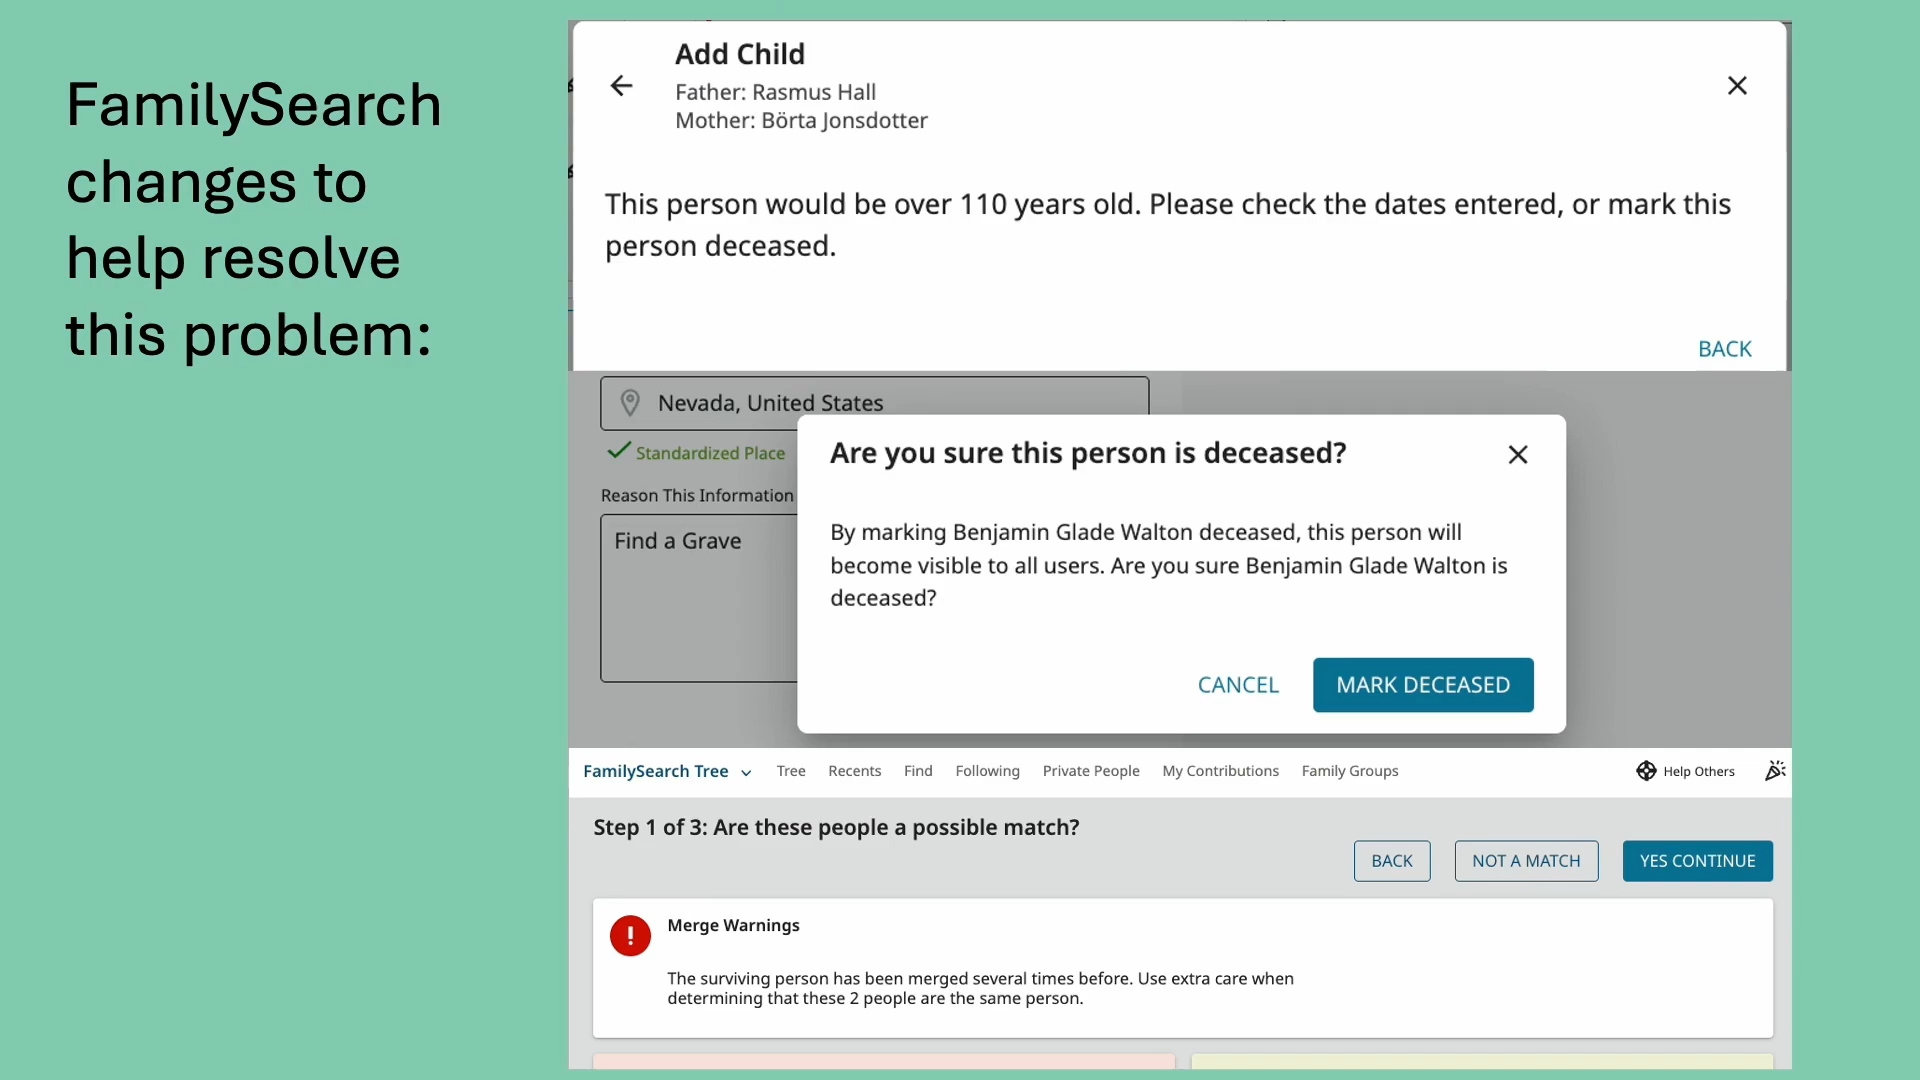 FamilySearch
changes to
help resolve
this problem:
Add Child
Father: Rasmus Hall
Mother: Börta Jonsdotter
This person would be over 110 years old. Please check the dates entered, or mark this
person deceased.
BACK
Nevada, United States
Standardized Place
Reason This Information
Find a Grave
Are you sure this person is deceased?
By marking Benjamin Glade Walton deceased, this person will
become visible to all users. Are you sure Benjamin Glade Walton is
deceased?
CANCEL MARK DECEASED
FamilySearch Tree Tree Recents Find Following Private People My Contributions Family Groups Help Others
Step 1 of 3: Are these people a possible match?
BACK NOT A MATCH YES CONTINUE
Merge Warnings
The surviving person has been merged several times before. Use extra care when
determining that these 2 people are the same person.